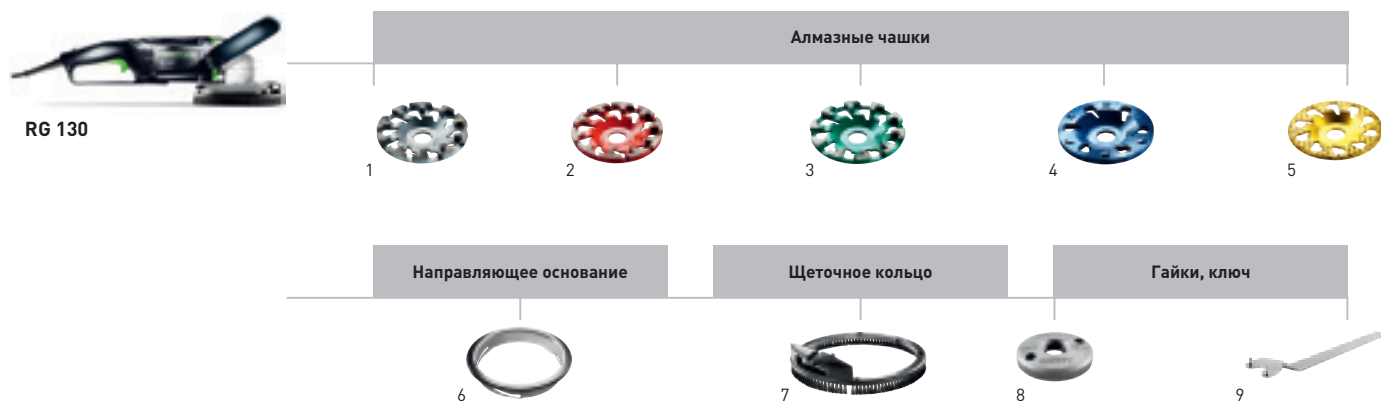 Алмазные чашки
RG 130
1
2
3
4
5
Направляющее основание
Щеточное кольцо
Гайки, ключ
6
7
8
9